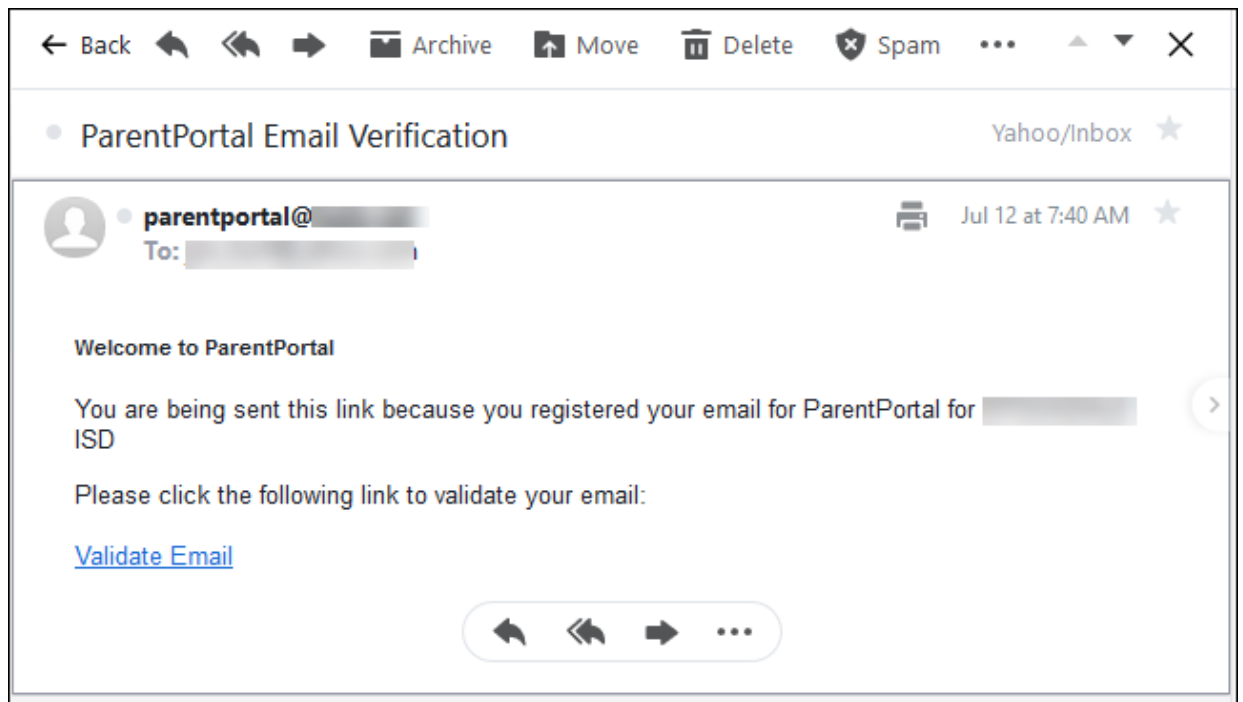 Back Archive Move Delete Spam
ParentPortal Email Verification Yahoo/Inbox
parentportal@ Jul 12 at 7:40 AM
To:
Welcome to ParentPortal
You are being sent this link because you registered your email for ParentPortal for
ISD
Please click the following link to validate your email:
Validate Email